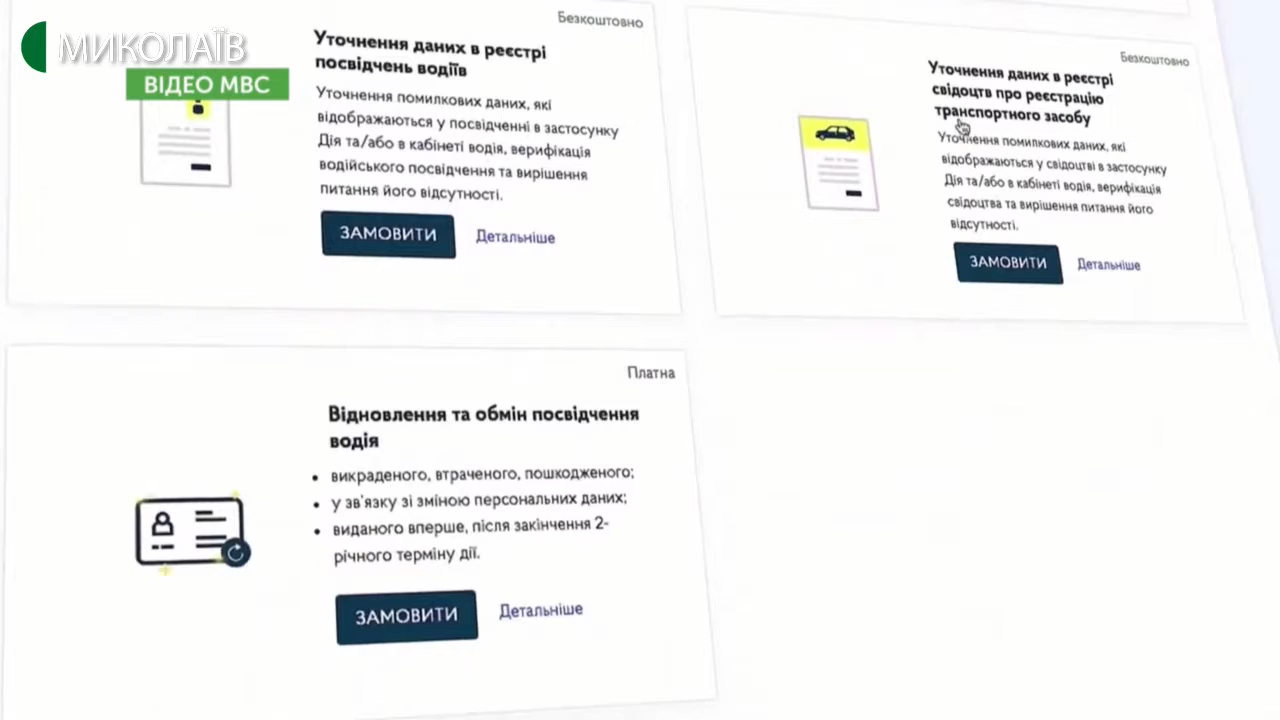 МИКОЛАЇВ
ВІДЕО МВС
Безкоштовно
Уточнення даних в реєстрі
посвідчень водіїв
Уточнення помилкових даних, які
відображаються у посвідченні в застосунку
Дія та/або в кабінеті водія, верифікація
водійського посвідчення та вирішення
питання його відсутності.
ЗАМОВИТИ
Детальніше
Безкоштовно
Уточнення даних в реєстрі
свідоцтв про реєстрацію
транспортного засобу
Уточнення помилкових даних, які
відображаються у свідоцтві в застосунку
Дія та/або в кабінеті водія, верифікація
свідоцтва та вирішення питання його
відсутності.
ЗАМОВИТИ
Детальніше
Платна
Відновлення та обмін посвідчення
водія
викраденого, втраченого, пошкодженого;
у зв'язку зі зміною персональних даних;
виданого вперше, після закінчення 2-
річного терміну дії.
ЗАМОВИТИ
Детальніше